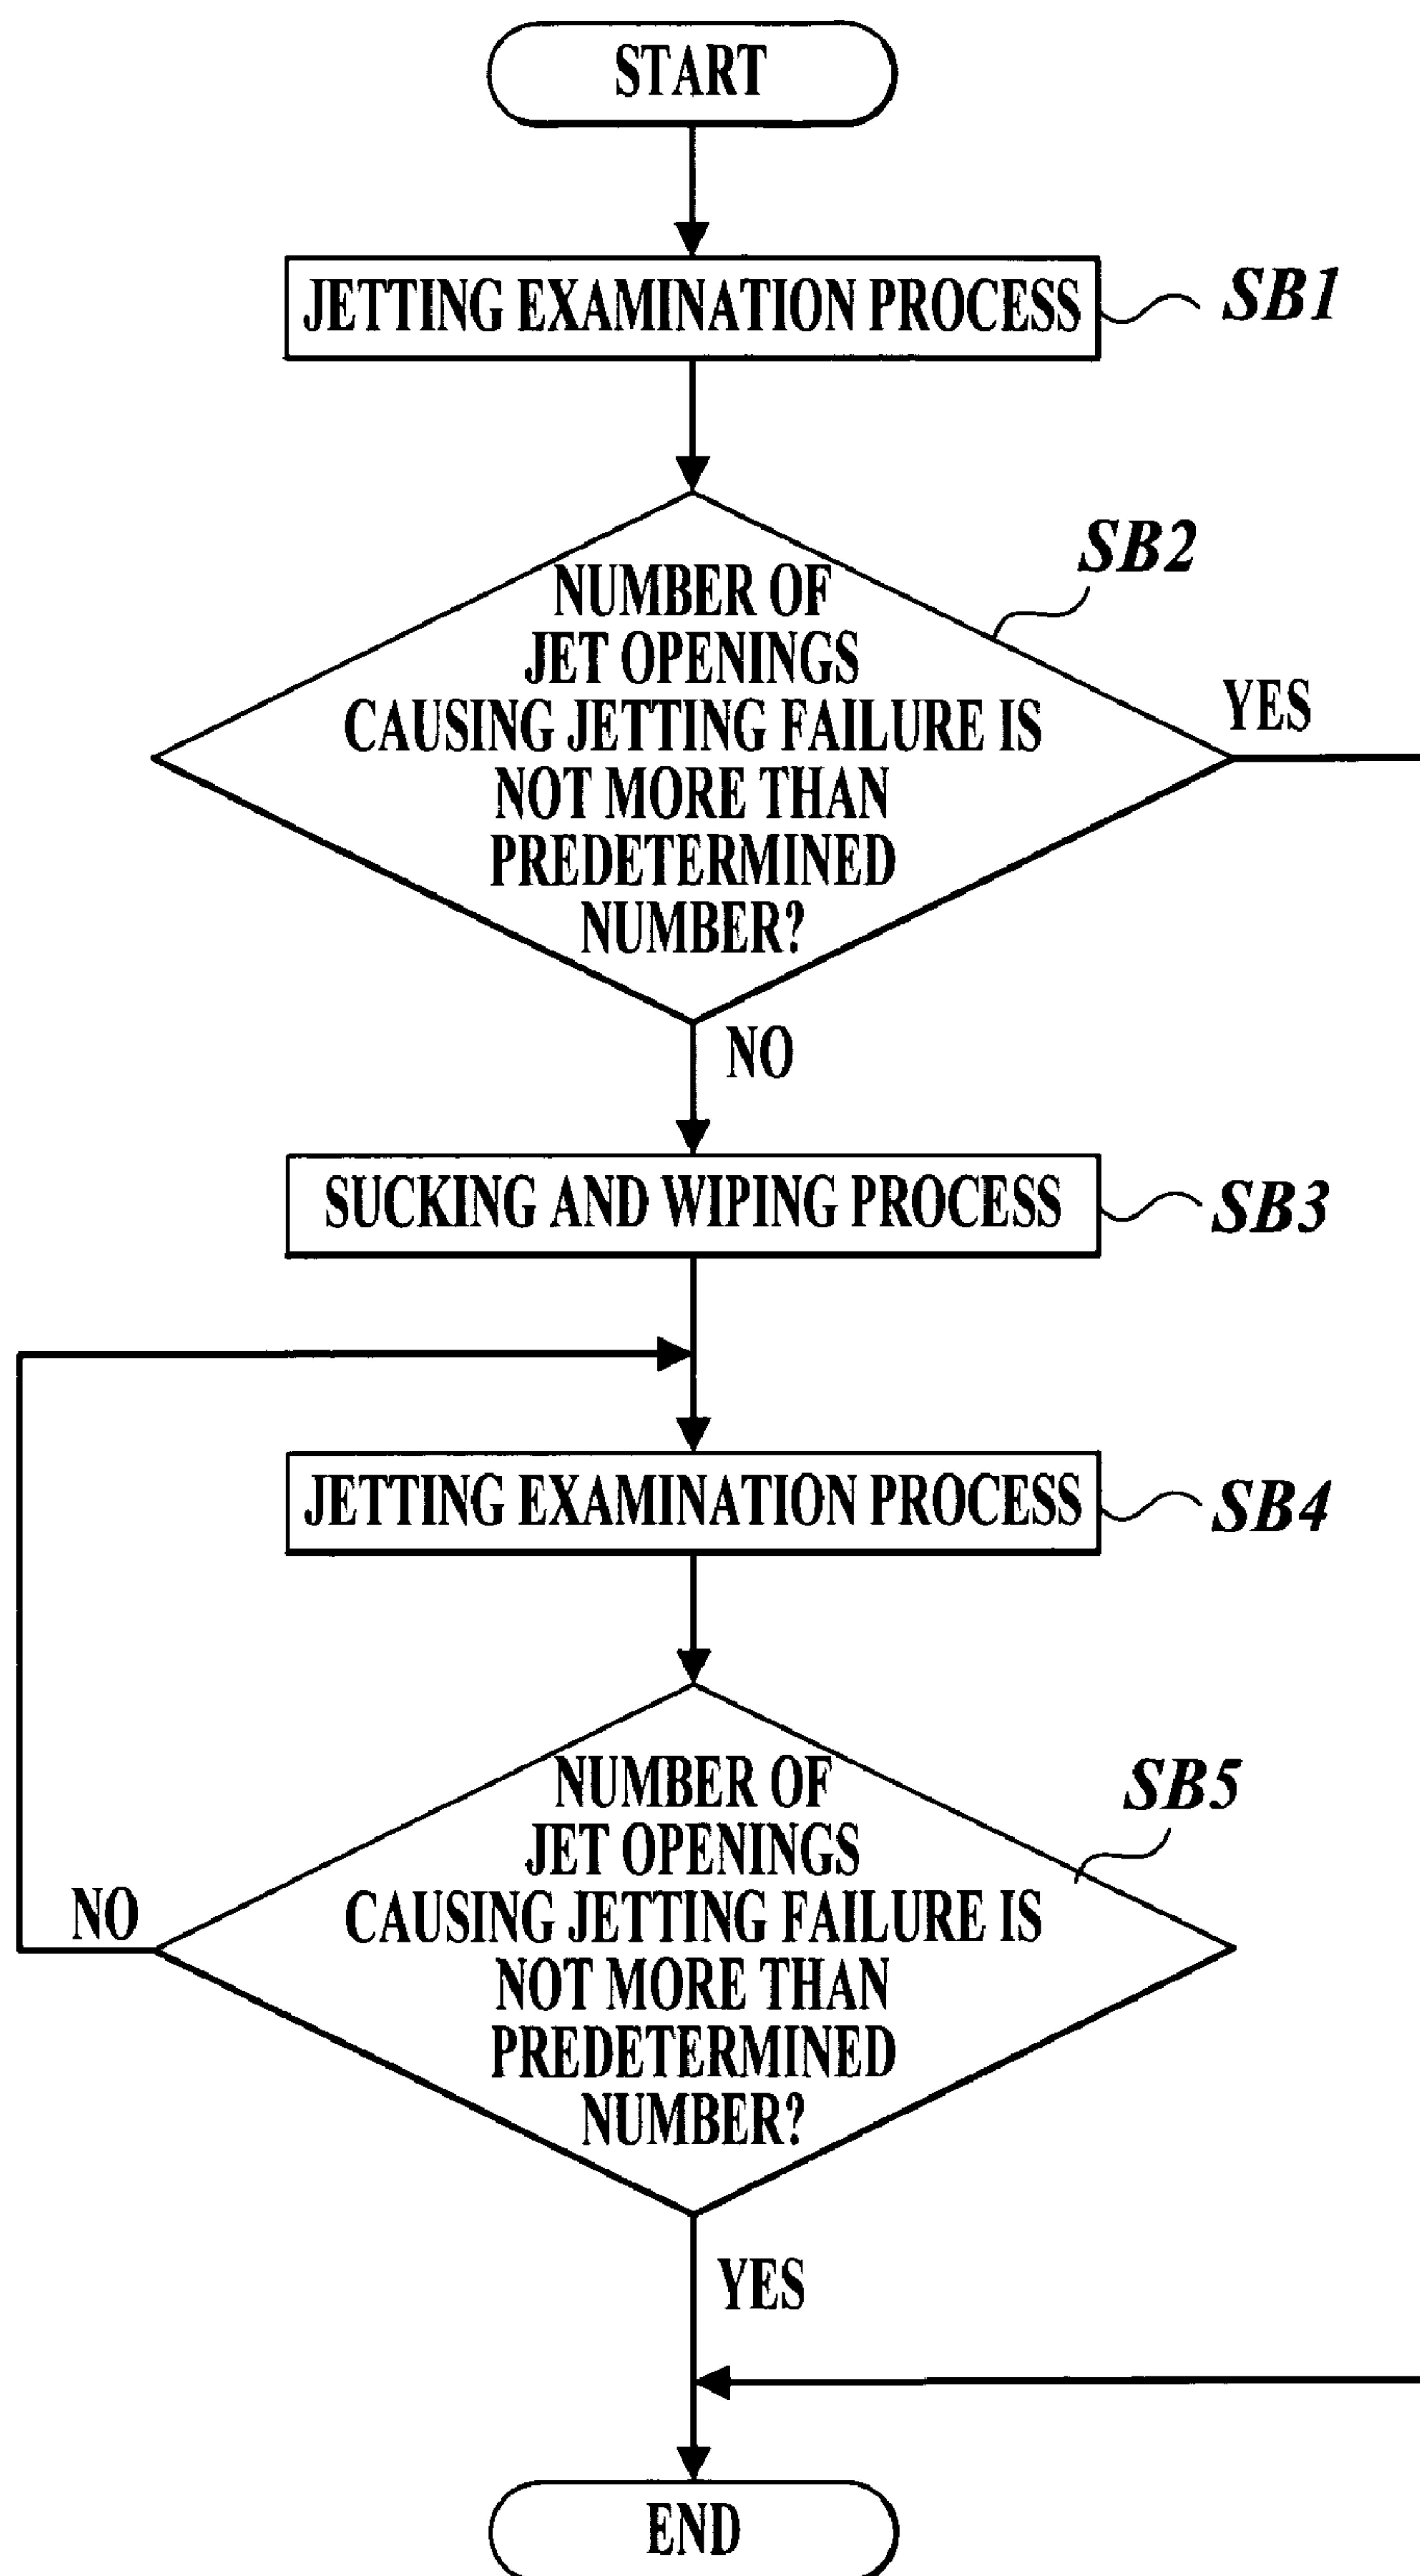 START
JETTING EXAMINATION PROCESS
SB1
SB2
NUMBER OF
JET OPENINGS
CAUSING JETTING FAILURE IS
NOT MORE THAN
PREDETERMINED
NUMBER?
YES
NO
SUCKING AND WIPING PROCESS
SB3
JETTING EXAMINATION PROCESS
SB4
SB5
NUMBER OF
JET OPENINGS
CAUSING JETTING FAILURE IS
NOT MORE THAN
PREDETERMINED
NUMBER?
NO
YES
END